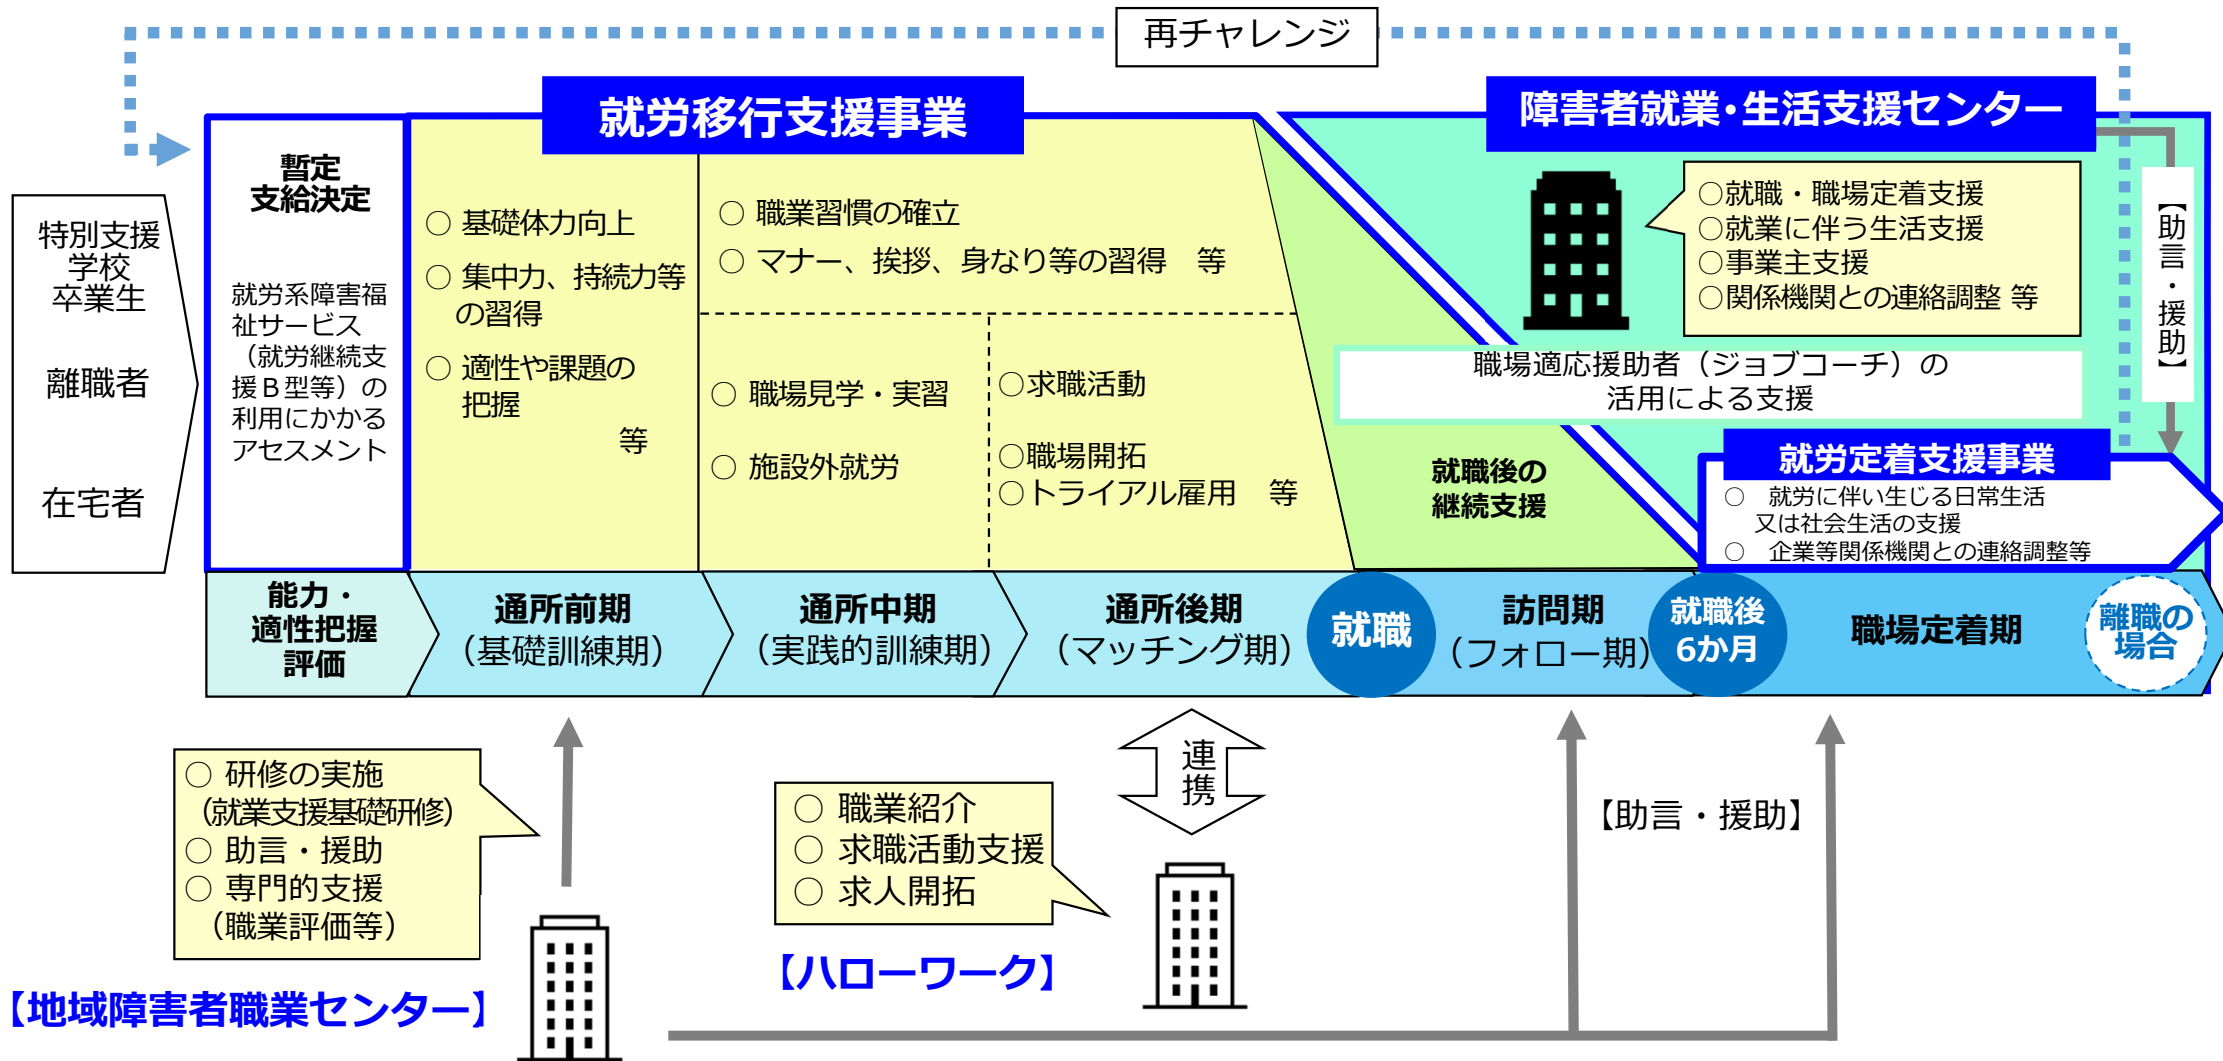 再チャレンジ
就労移行支援事業
障害者就業・生活支援センター
特別支援
学校
卒業生
離職者
在宅者
暫定
支給決定
就労系障害福
祉サービス
（就労継続支
援Ｂ型等）の
利用にかかる
アセスメント
○ 基礎体力向上
○ 集中力、持続力等
の習得
○ 適性や課題の
把握
等
○ 職業習慣の確立
○ マナー、挨拶、身なり等の習得　等
○ 職場見学・実習
○ 施設外就労
○求職活動
○職場開拓
○トライアル雇用　等
就職後の
継続支援
○就職・職場定着支援
○就業に伴う生活支援
○事業主支援
○関係機関との連絡調整 等
【助言・援助】
職場適応援助者（ジョブコーチ）の
活用による支援
就労定着支援事業
○　就労に伴い生じる日常生活
又は社会生活の支援
○　企業等関係機関との連絡調整等
能力・
適性把握
評価
通所前期
（基礎訓練期）
通所中期
（実践的訓練期）
通所後期
（マッチング期）
就職
訪問期
（フォロー期）
就職後
6か月
職場定着期
離職の
場合
○ 研修の実施
（就業支援基礎研修）
○ 助言・援助
○ 専門的支援
（職業評価等）
【地域障害者職業センター】
○ 職業紹介
○ 求職活動支援
○ 求人開拓
【ハローワーク】
連
携
【助言・援助】